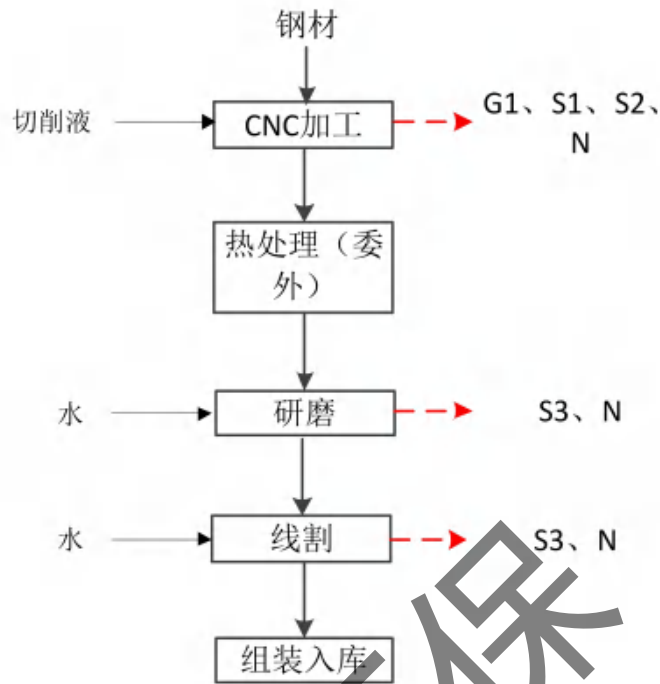 钢材
切削液
CNC加工
G1、S1、S2、
N
热处理（委
外）
水
研磨
S3、N
水
线割
S3、N
组装入库
保